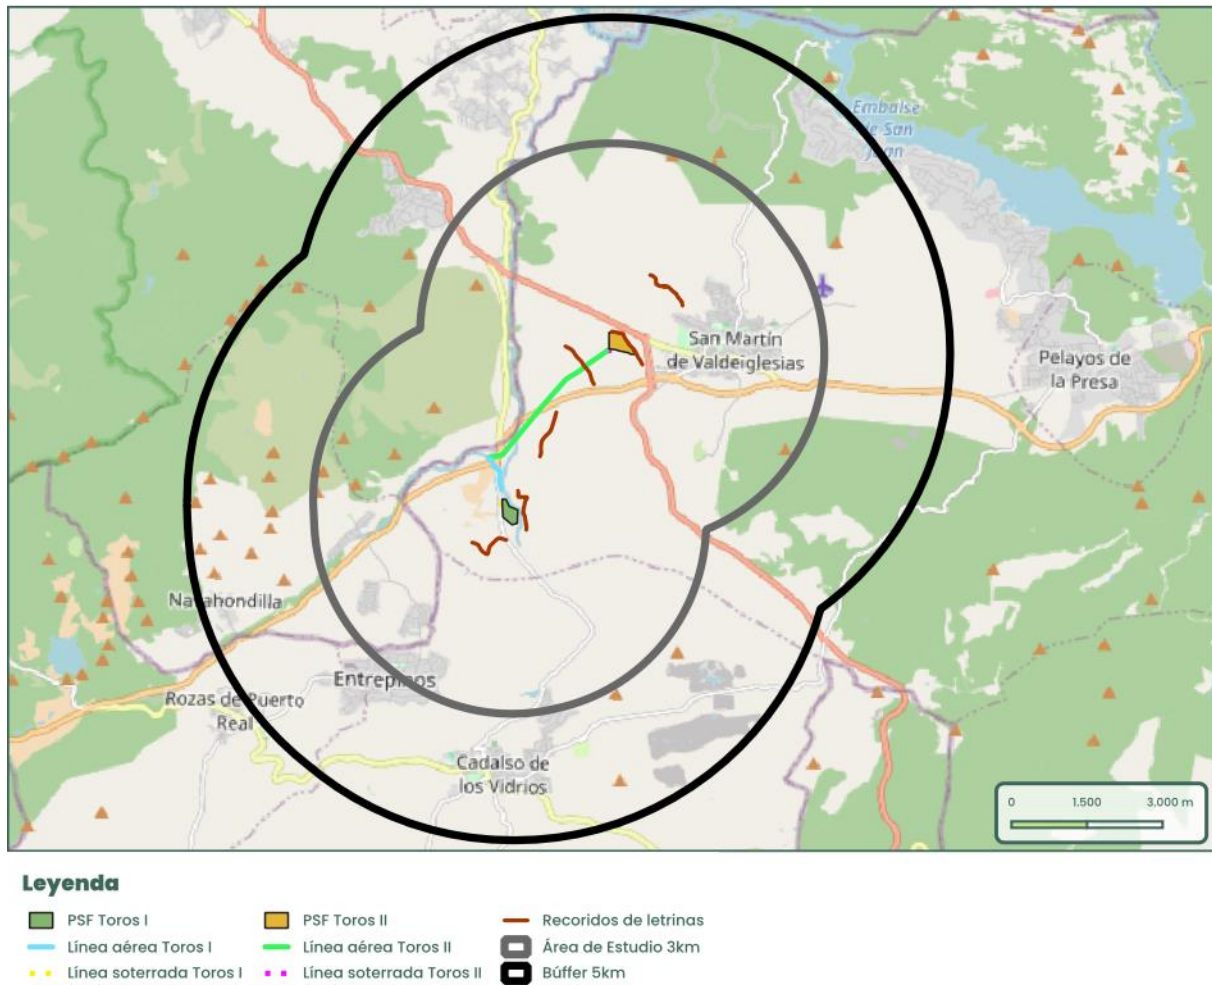 Embalse
de San
Juan
San Martín
de Valdeiglesias
Pelayos de
la Presa
Navahondilla
Entrepinos
Rozas de Puerto
Real
Cadalso de
los Vidrios
0 1.500 3.000 m
Leyenda
PSF Toros I
PSF Toros II
Recoridos de letrinas
Línea aérea Toros I
Línea aérea Toros II
Área de Estudio 3km
Línea soterrada Toros I
Línea soterrada Toros II
Búffer 5km